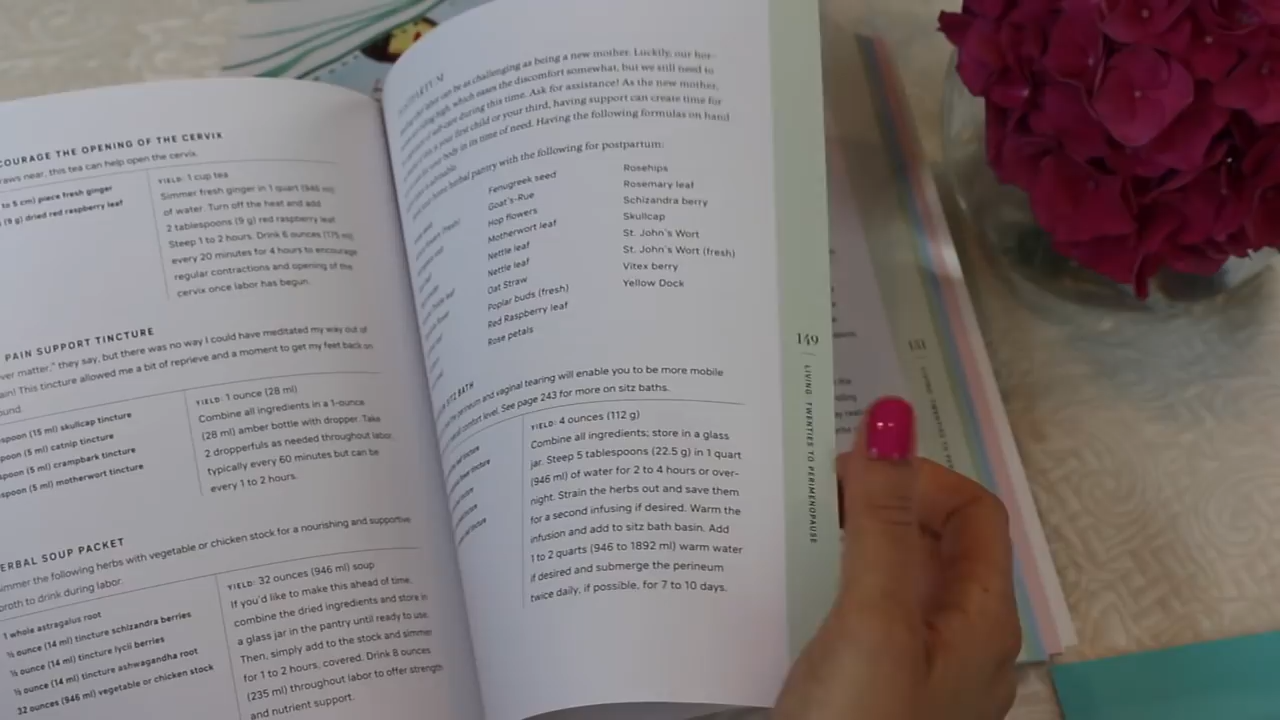 COURAGE THE OPENING OF THE CERVIX
raws near, this tea can help open the cervix.
to 5 cm) piece fresh ginger
(9 g) dried red raspberry leaf
YIELD: 1 cup tea
Simmer fresh ginger in 1 quart (946 ml)
of water. Turn off the heat and add
2 tablespoons (9 g) red raspberry leaf.
Steep 1 to 2 hours. Drink 6 ounces (175 ml)
every 20 minutes for 4 hours to encourage
regular contractions and opening of the
cervix once labor has begun.
PAIN SUPPORT TINCTURE
ver matter," they say, but there was no way I could have meditated my way out of
ain! This tincture allowed me a bit of reprieve and a moment to get my feet back on
ound.
spoon (15 ml) skullcap tincture
spoon (5 ml) catnip tincture
spoon (5 ml) crampbark tincture
spoon (5 ml) motherwort tincture
YIELD: 1 ounce (28 ml)
Combine all ingredients in a 1-ounce
(28 ml) amber bottle with dropper. Take
2 dropperfuls as needed throughout labor,
typically every 60 minutes but can be
every 1 to 2 hours.
ERBAL SOUP PACKET
immer the following herbs with vegetable or chicken stock for a nourishing and supportive
broth to drink during labor.
1 whole astragalus root
½ ounce (14 ml) tincture schizandra berries
½ ounce (14 ml) tincture lycii berries
½ ounce (14 ml) tincture ashwagandha root
32 ounces (946 ml) vegetable or chicken stock
YIELD: 32 ounces (946 ml) soup
If you'd like to make this ahead of time,
combine the dried ingredients and store in
a glass jar in the pantry until ready to use.
Then, simply add to the stock and simmer
for 1 to 2 hours, covered. Drink 8 ounces
(235 ml) throughout labor to offer strength
and nutrient support.
can be as challenging as being a new mother. Luckily, our hor-
high, which eases the discomfort somewhat, but we still need to
of self-care during this time. Ask for assistance! As the new mother,
is your first child or your third, having support can create time for
your body in its time of need. Having the following formulas on hand
home herbal pantry with the following for postpartum:
Fenugreek seed
Goat's-Rue
Hop flowers
Motherwort leaf
Nettle leaf
Nettle leaf
Oat Straw
Poplar buds (fresh)
Red Raspberry leaf
Rose petals
Rosehips
Rosemary leaf
Schizandra berry
Skullcap
St. John's Wort
St. John's Wort (fresh)
Vitex berry
Yellow Dock
SITZ BATH
perineum and vaginal tearing will enable you to be more mobile
comfort level. See page 243 for more on sitz baths.
YIELD: 4 ounces (112 g)
Combine all ingredients; store in a glass
jar. Steep 5 tablespoons (22.5 g) in 1 quart
(946 ml) of water for 2 to 4 hours or over-
night. Strain the herbs out and save them
for a second infusing if desired. Warm the
infusion and add to sitz bath basin. Add
1 to 2 quarts (946 to 1892 ml) warm water
if desired and submerge the perineum
twice daily, if possible, for 7 to 10 days.
149
LIVING: TWENTIES TO PERIMENOPAUSE
151